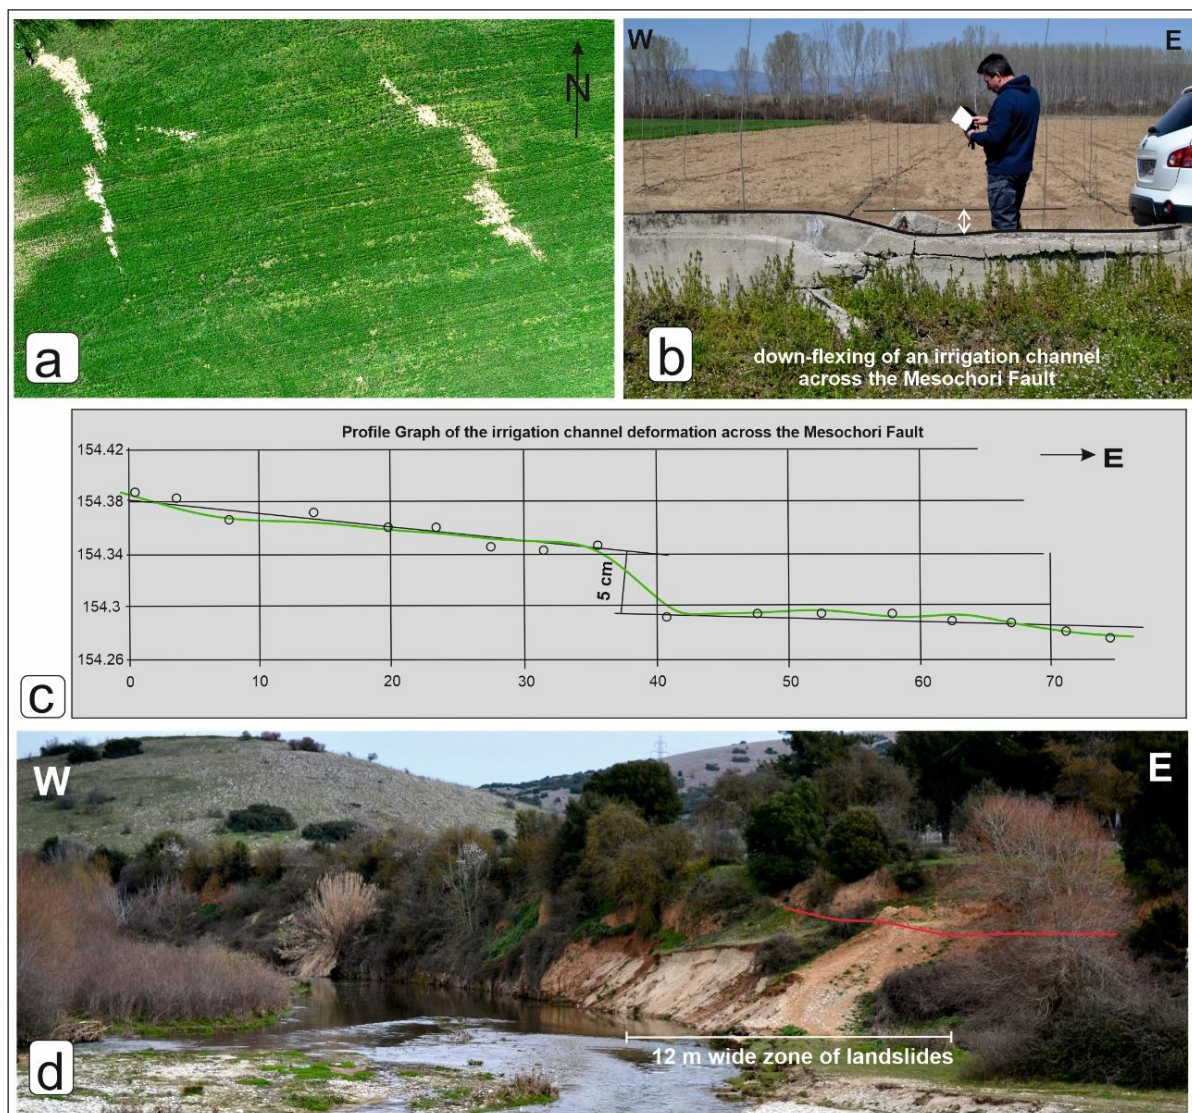 N
a
W
E
b
down-flexing of an irrigation channel
across the Mesochori Fault
Profile Graph of the irrigation channel deformation across the Mesochori Fault
E
154.42
154.38
154.34
154.3
154.26
5 cm
0 10 20 30 40 50 60 70
c
W
E
12 m wide zone of landslides
d